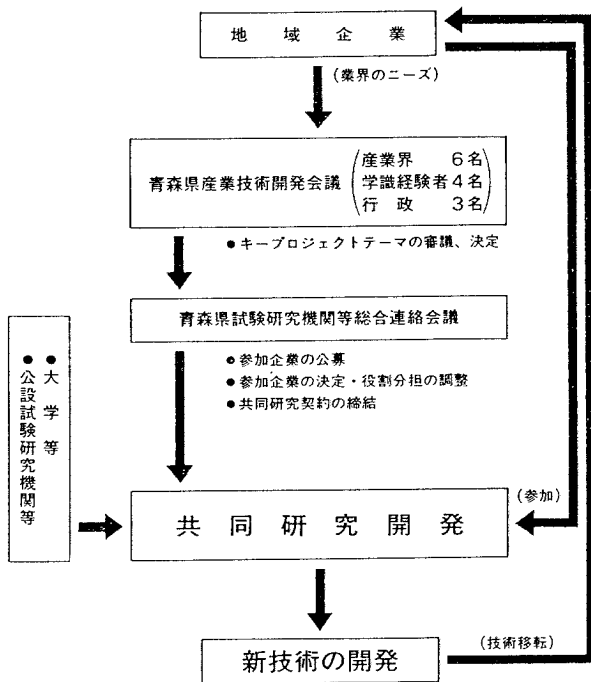 地域企業
(業界のニーズ)
青森県産業技術開発会議
産業界 6名
学識経験者4名
行政 3名
●キープロジェクトテーマの審議、決定
青森県試験研究機関等総合連絡会議
●参加企業の公募
●参加企業の決定・役割分担の調整
●共同研究契約の締結
●大学等
●公設試験研究機関等
(参加)
共同研究開発
(技術移転)
新技術の開発